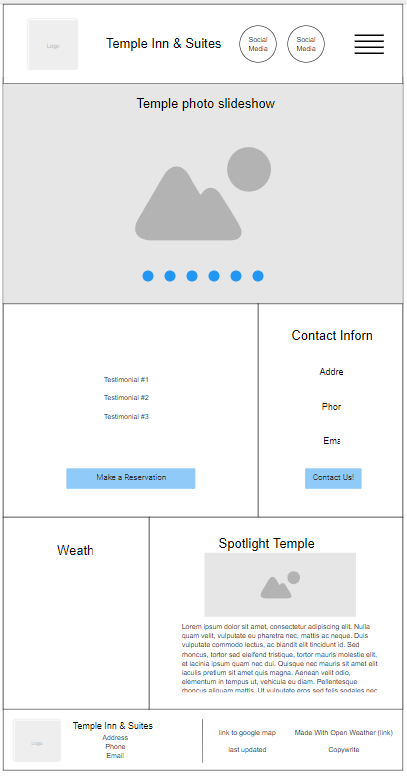 Logo
Temple Inn & Suites
Social
Media
Social
Media
Temple photo slideshow
Contact Inforn
Addre
Phor
Ema
Testimonial #1
Testimonial #2
Testimonial #3
Make a Reservation
Contact Us!
Weath
Spotlight Temple
Lorem ipsum dolor sit amet, consectetur adipiscing elit. Nulla
quam velit, vulputate eu pharetra nec, mattis ac neque. Duis
vulputate commodo lectus, ac blandit elit tincidunt id. Sed
rhoncus, tortor sed eleifend tristique, tortor mauris molestie elit,
et lacinia ipsum quam nec dui. Quisque nec mauris sit amet elit
iaculis pretium sit amet quis magna. Aenean velit odio,
elementum in tempus ut, vehicula eu diam. Pellentesque
rhoncus aliquam mattis. Ut vulputate eros sed felis sodales nec
Logo
Temple Inn & Suites
Address
Phone
Email
link to google map
last updated
Made With Open Weather (link)
Copywrite